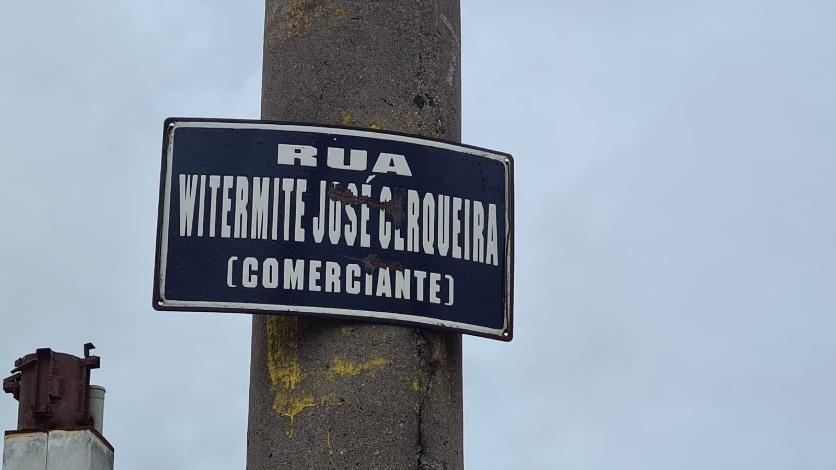 RUA
WITERMITE JOSÉ CERQUEIRA
(COMERCIANTE)